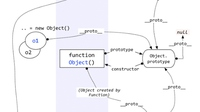 __proto__
.. = new Object()
__proto__
null
o1
o2
function
Object()
prototype
Object.
prototype
__proto__
constructor
(Object created by
function)
__proto__
__proto__